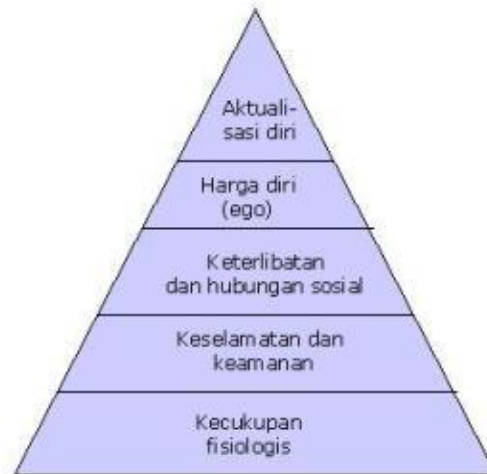 Aktuali-
sasi diri
Harga diri
(ego)
Keterlibatan
dan hubungan sosial
Keselamatan dan
keamanan
Kecukupan
fisiologis